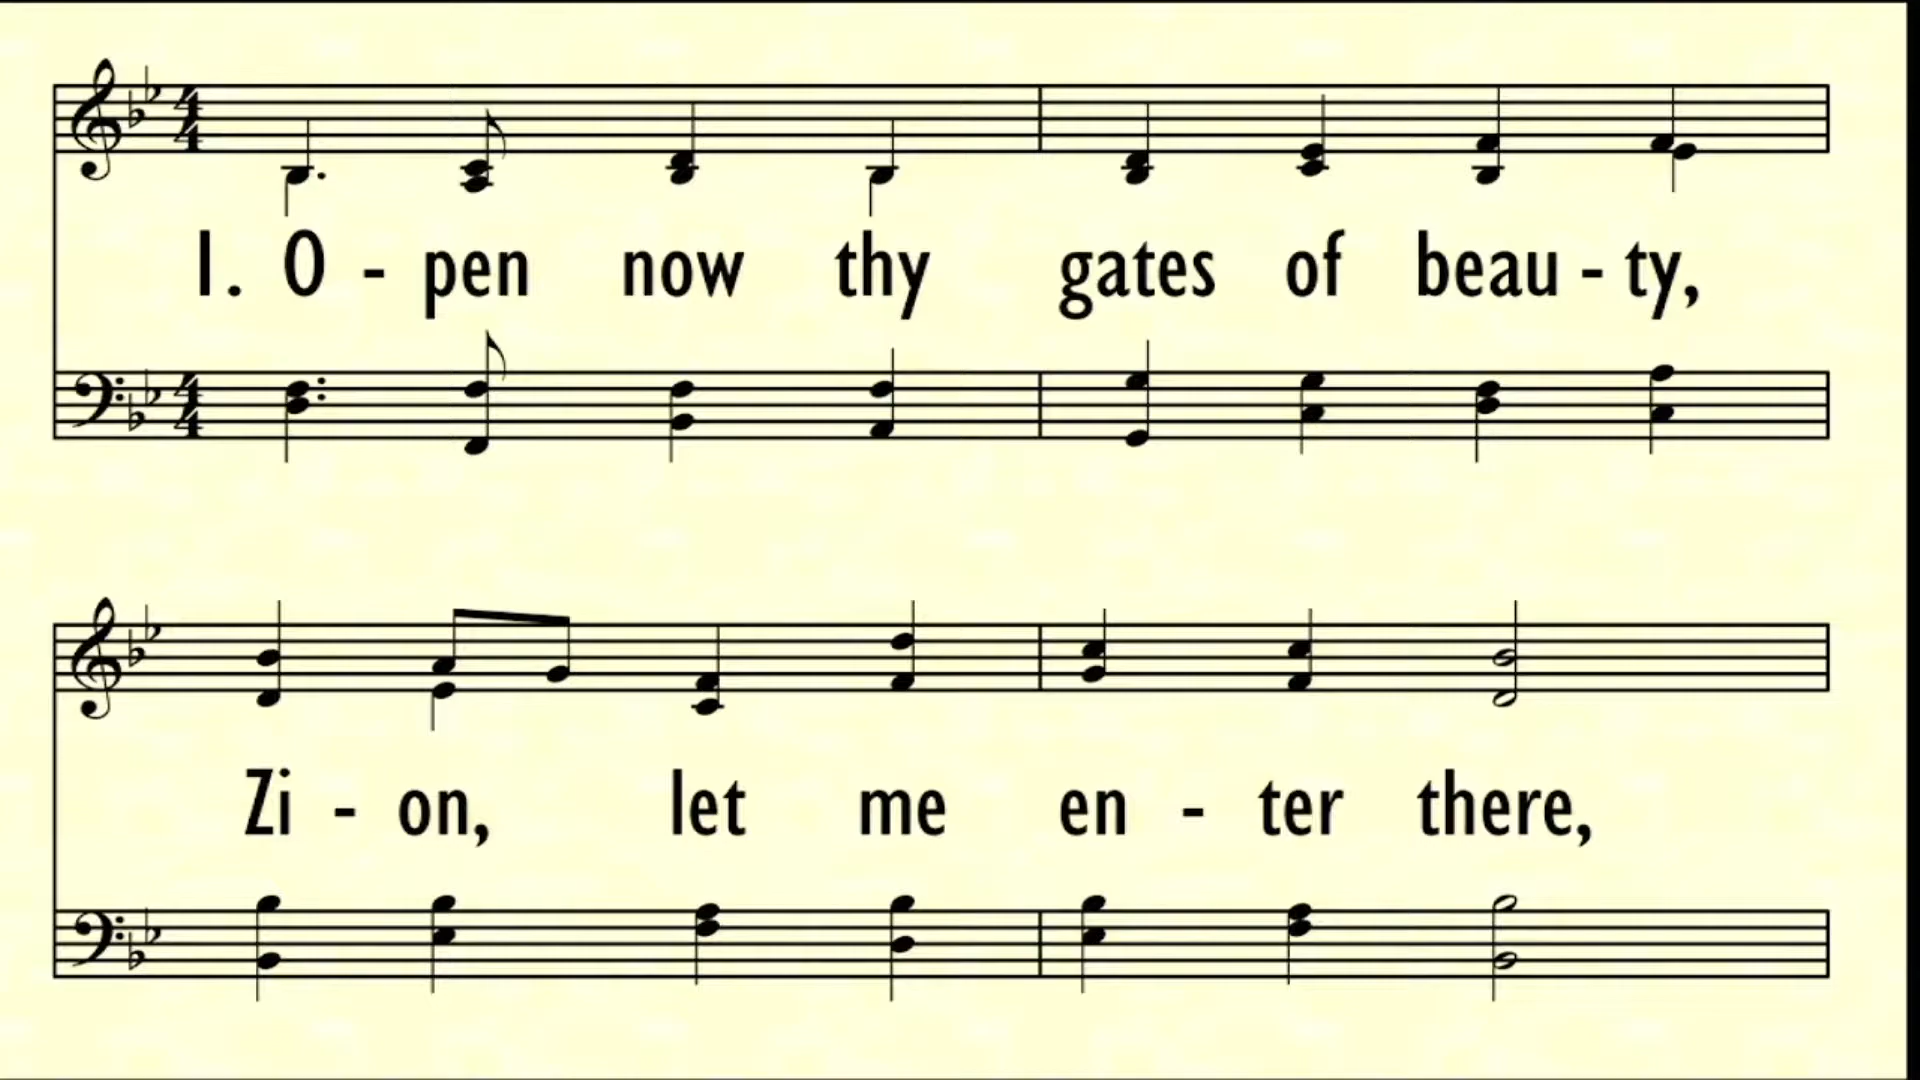 1. O - pen now thy gates of beau - ty,
Zi - on, let me en - ter there,